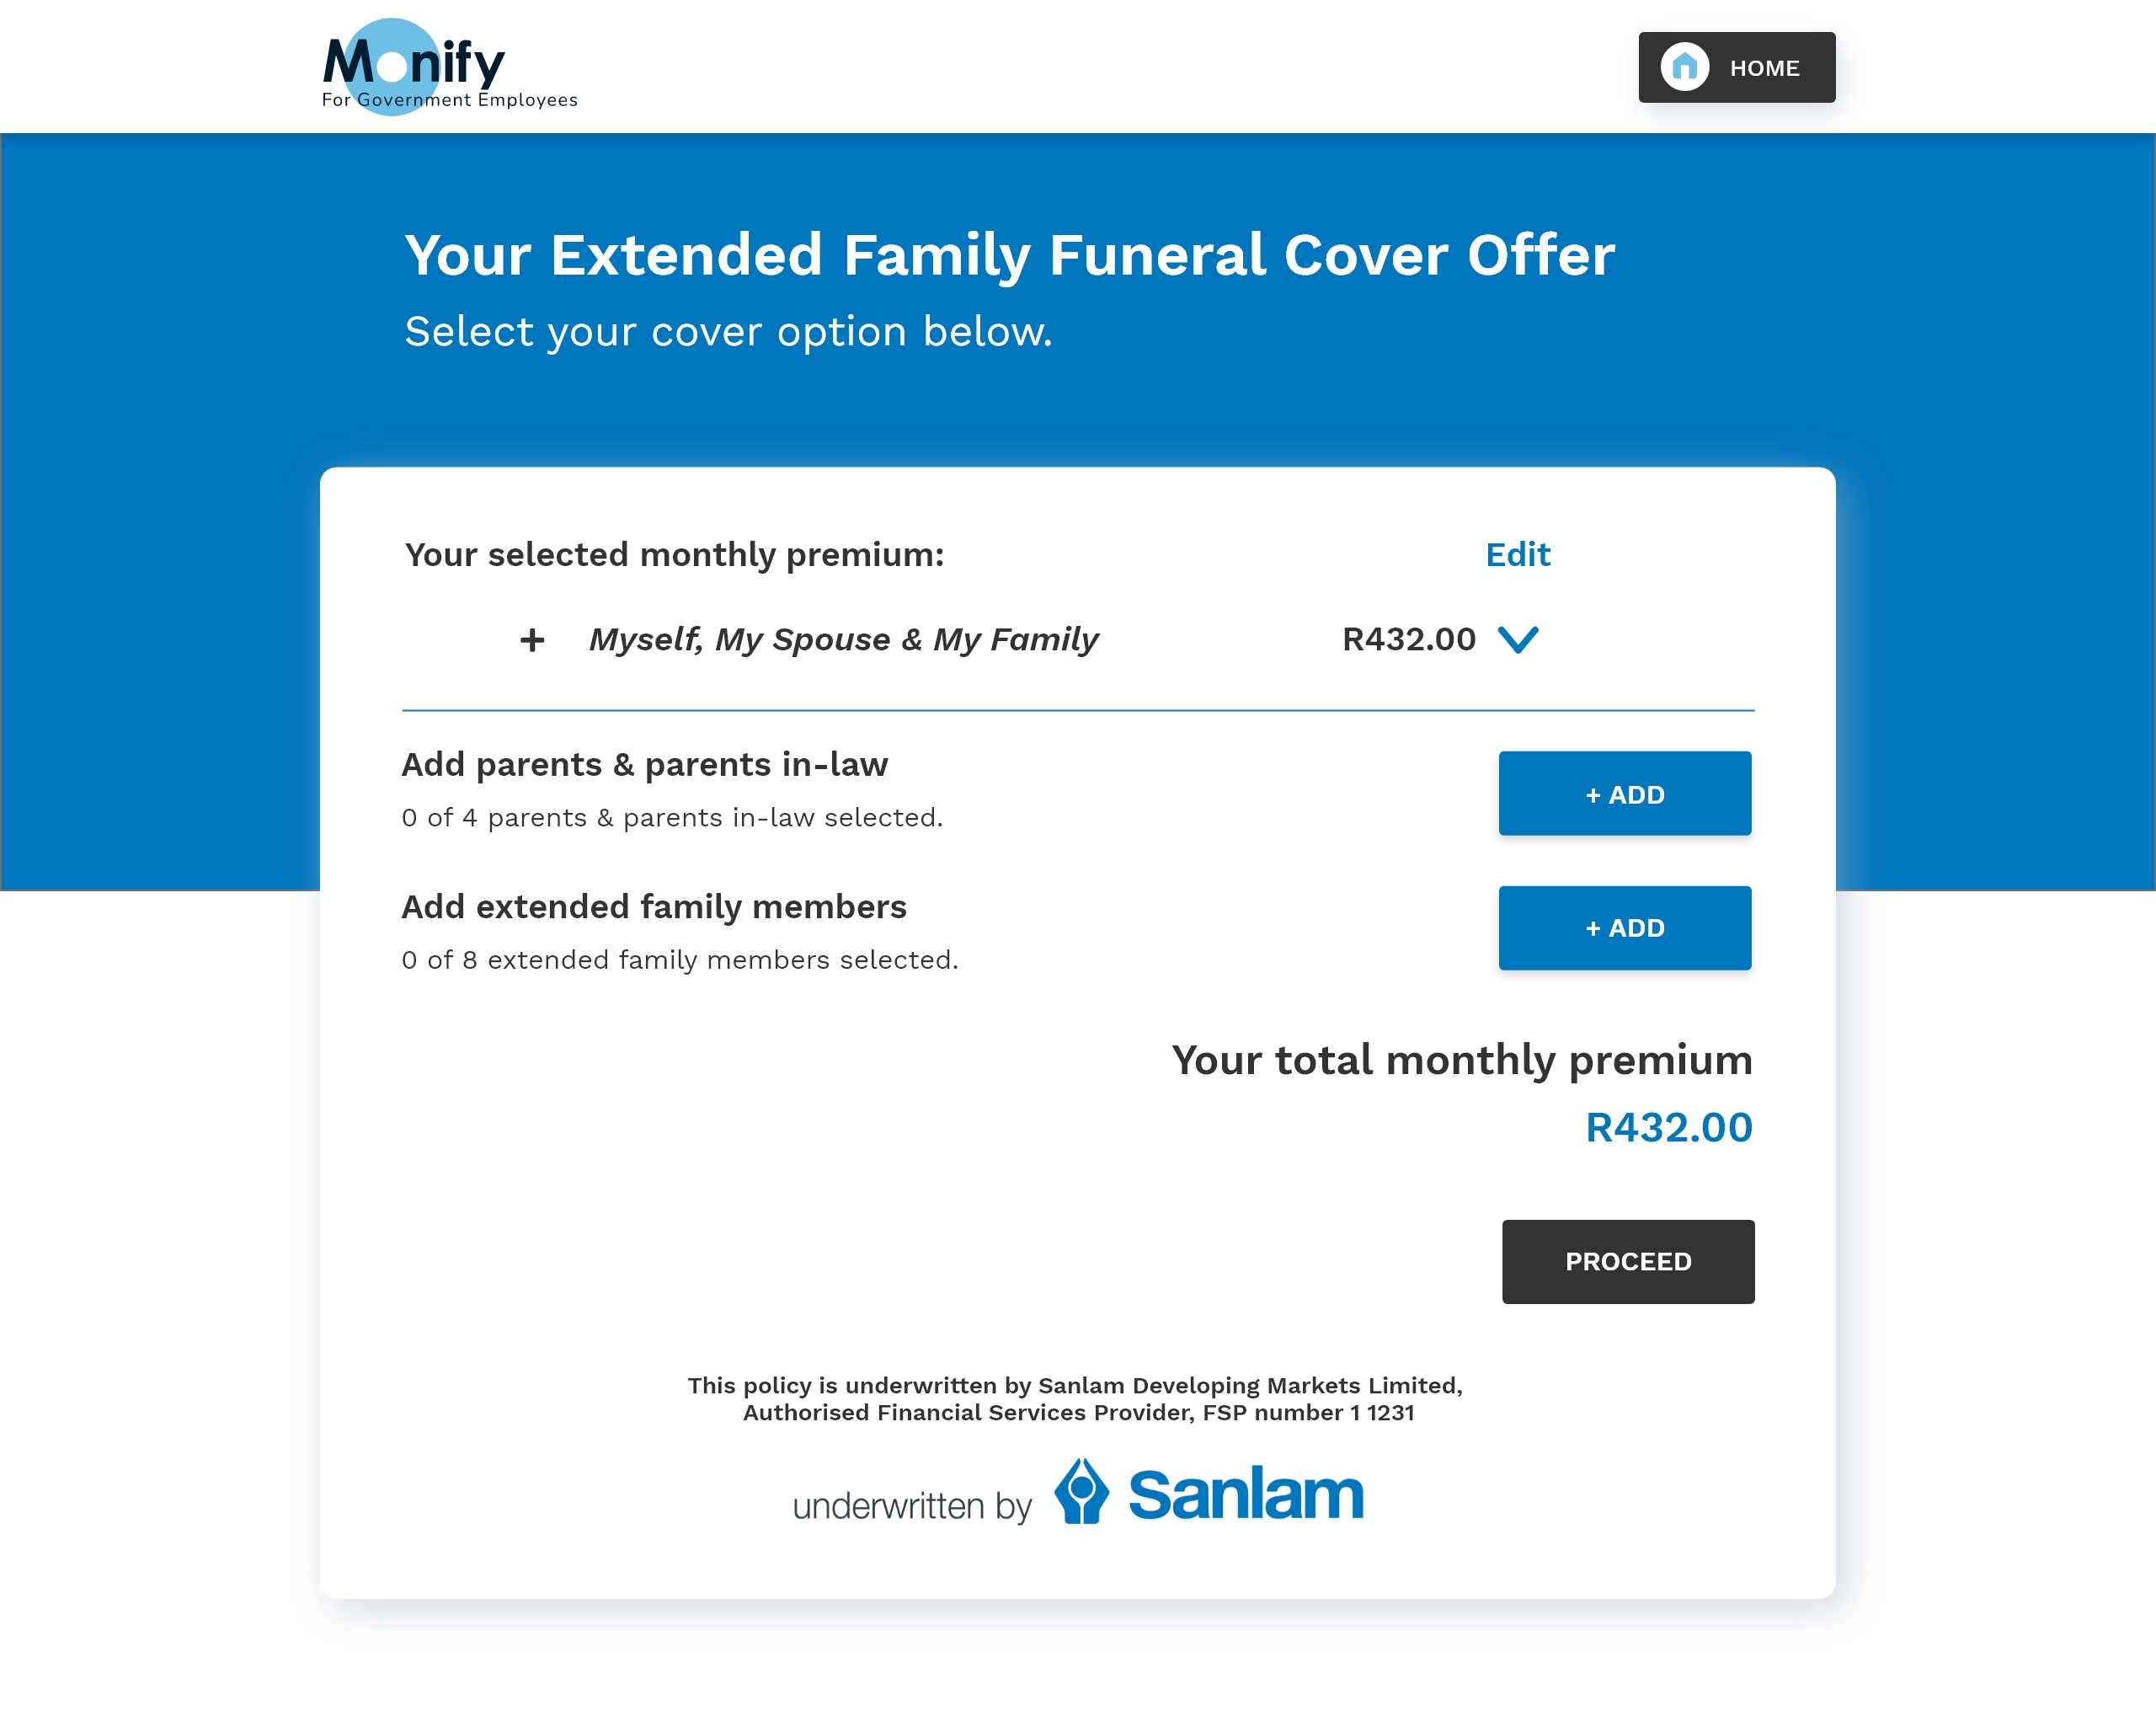 Monify
For Government Employees
HOME
Your Extended Family Funeral Cover Offer
Select your cover option below.
Your selected monthly premium:
Edit
+ Myself, My Spouse & My Family
R432.00
Add parents & parents in-law
0 of 4 parents & parents in-law selected.
+ ADD
Add extended family members
0 of 8 extended family members selected.
+ ADD
Your total monthly premium
R432.00
PROCEED
This policy is underwritten by Sanlam Developing Markets Limited,
Authorised Financial Services Provider, FSP number 1 1231
underwritten by Sanlam